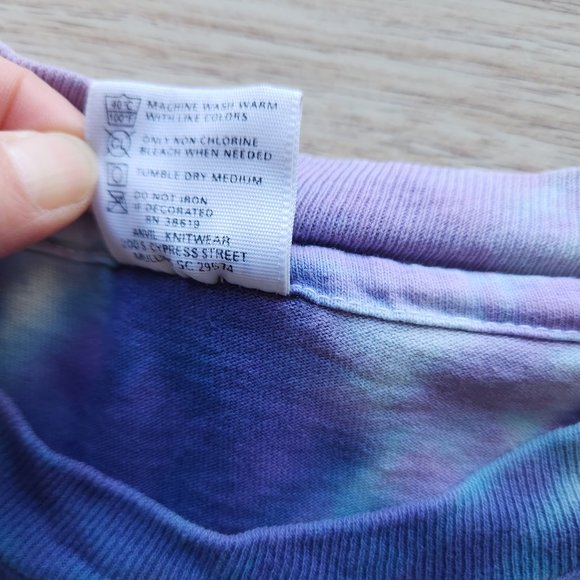 40°C
100°F
MACHINE WASH WARM
WITH LIKE COLORS
ONLY NON CHLORINE
BLEACH WHEN NEEDED
TUMBLE DRY MEDIUM
DO NOT IRON
IF DECORATED
RN 38619
ANVIL KNITWEAR
CYPRESS STREET
SC 29574